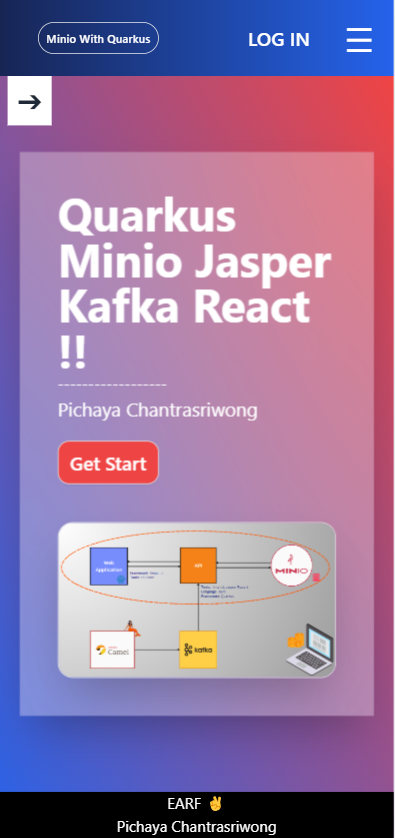 Minio With Quarkus
LOG IN
Quarkus
Minio Jasper
Kafka React
!!
------------------
Pichaya Chantrasriwong
Get Start
Web
Application
API
MINIO
Camel
kafka
EARF ✌
Pichaya Chantrasriwong